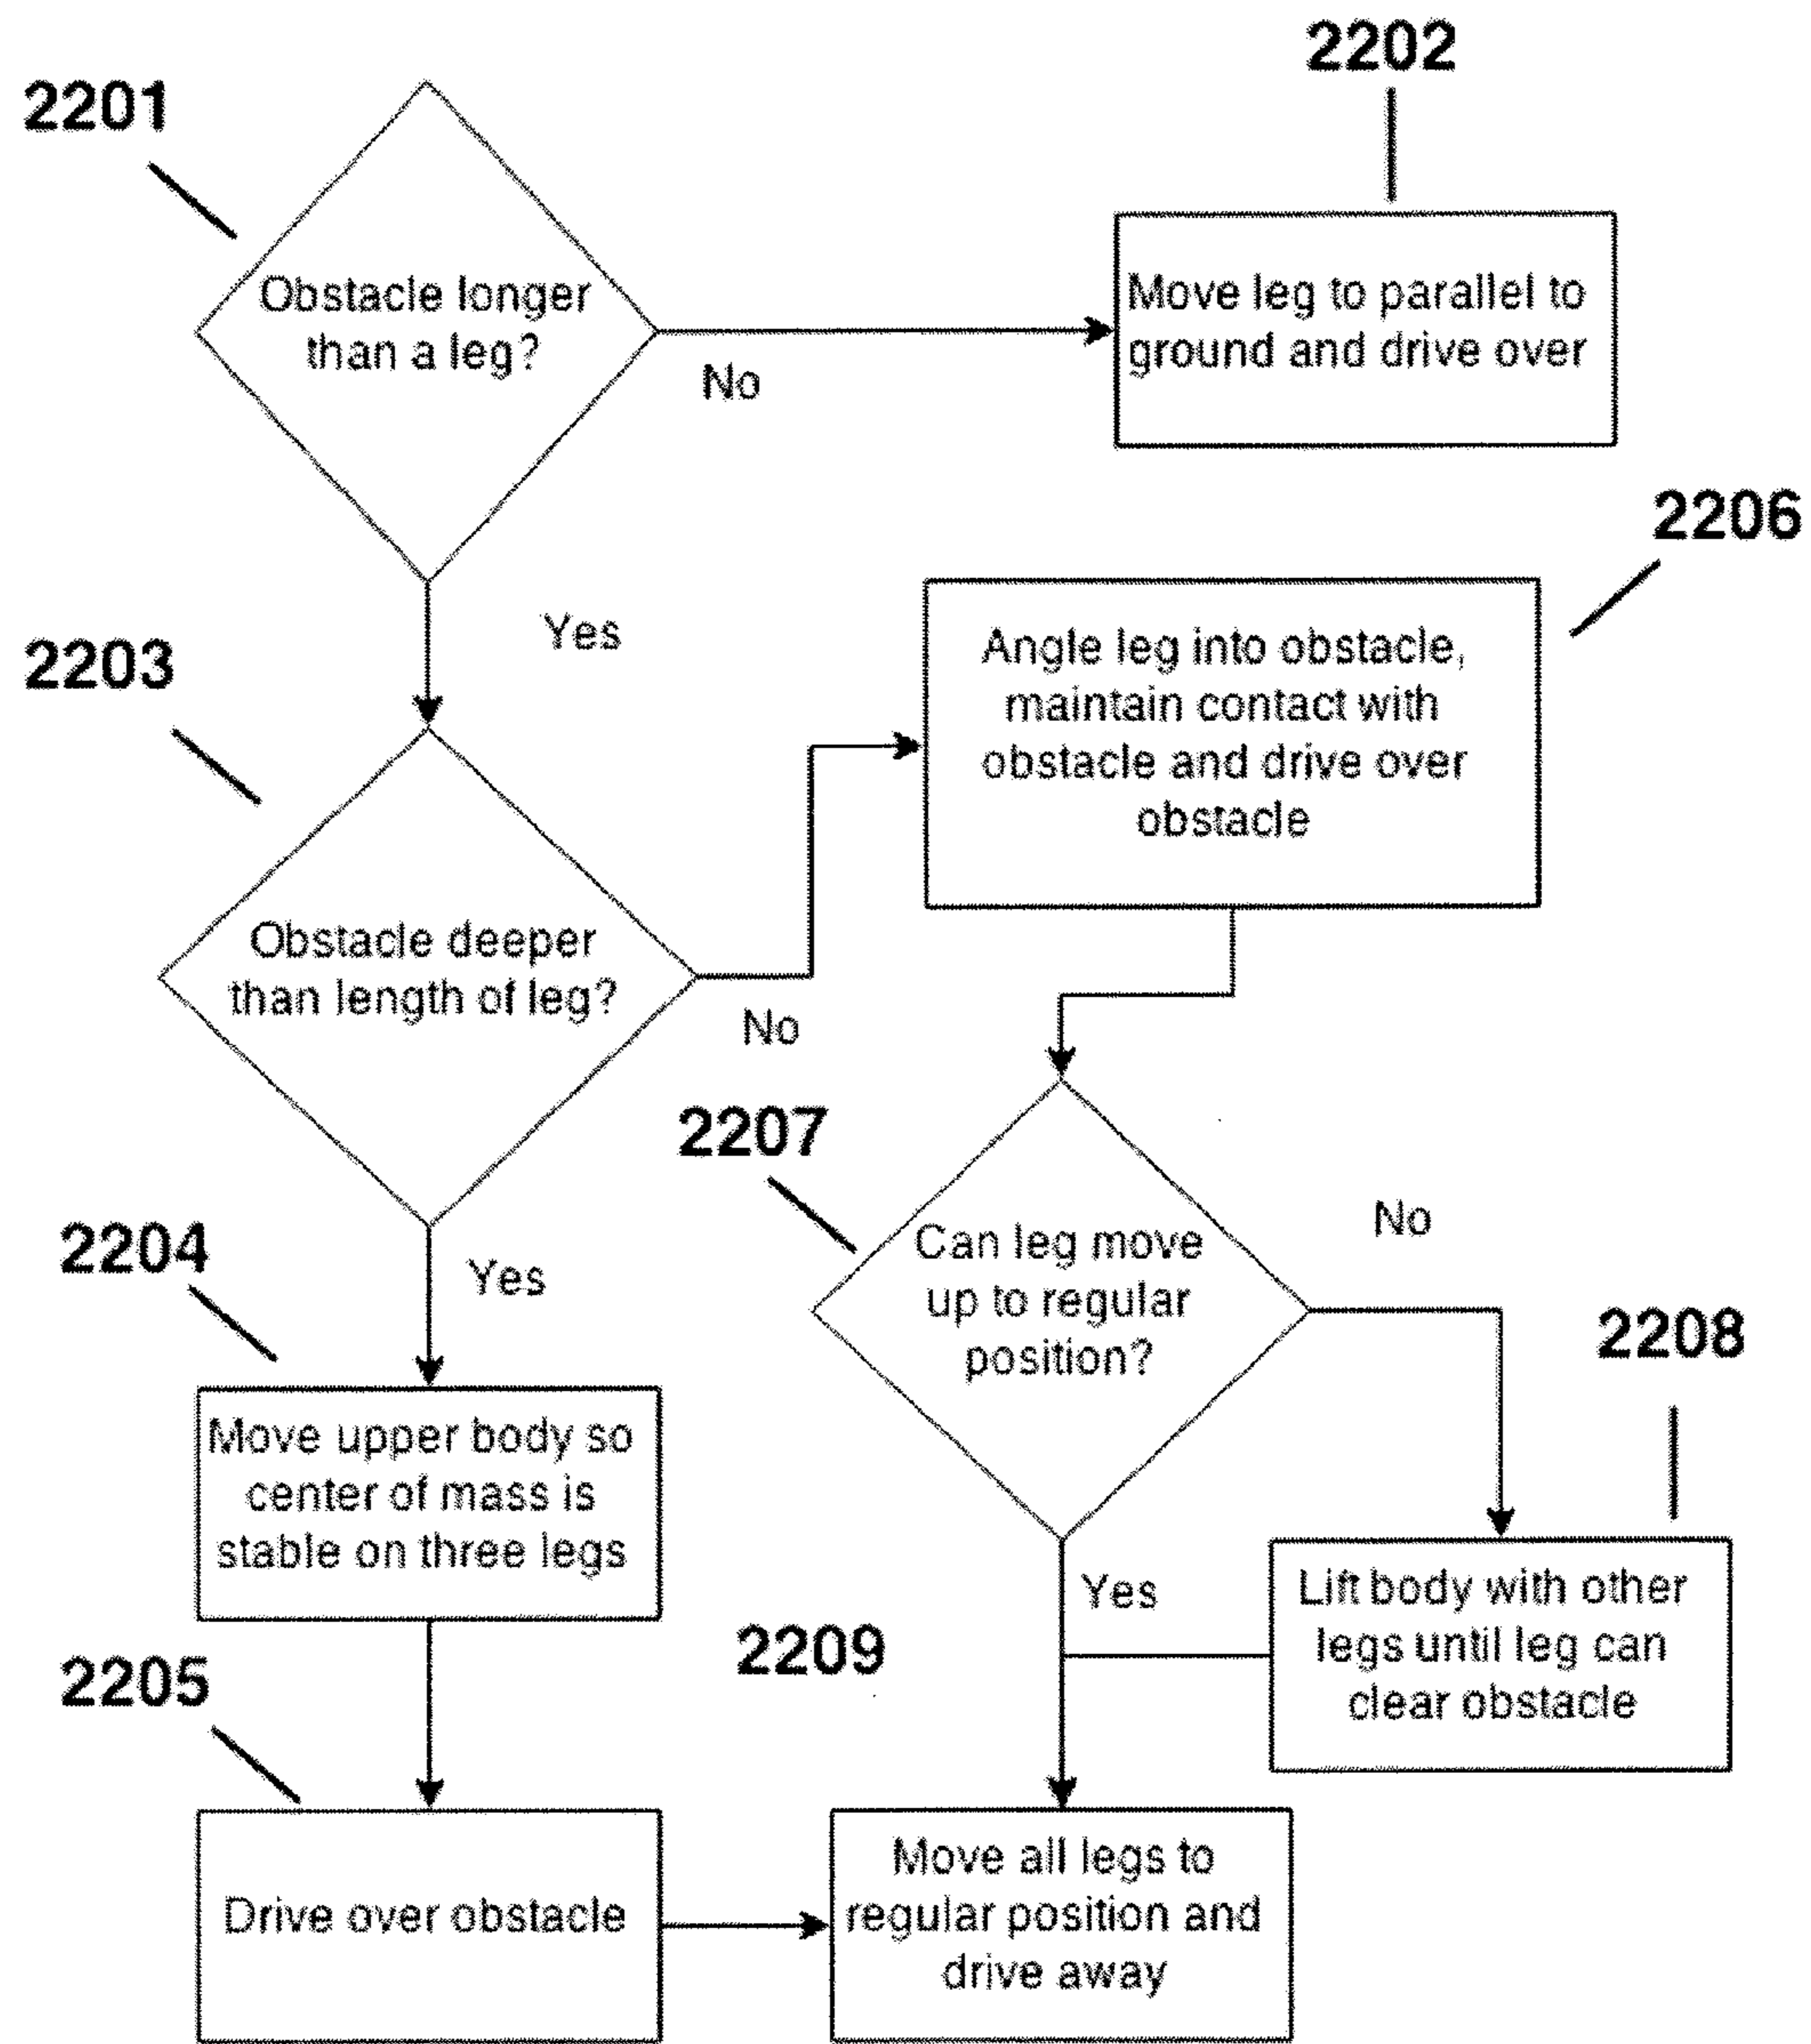 2202
2201
Obstacle longer
than a leg?
Move leg to parallel to
ground and drive over
No
2206
Yes
2203
Angle leg into obstacle,
maintain contact with
obstacle and drive over
obstacle
Obstacle deeper
than length of leg?
No
2207
No
2204
Yes
Can leg move
up to regular
position?
2208
Move upper body so
center of mass is
stable on three legs
Yes
Lift body with other
legs until leg can
clear obstacle
2209
2205
Drive over obstacle
Move all legs to
regular position and
drive away